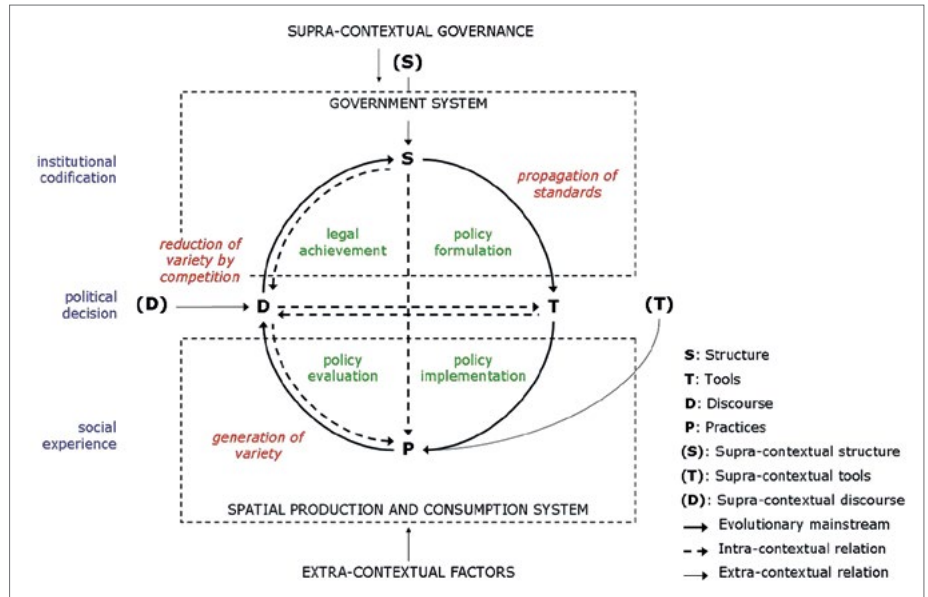 SUPRA-CONTEXTUAL GOVERNANCE
(S)
GOVERNMENT SYSTEM
S
institutional
codification
propagation of
standards
legal
achievement
policy
formulation
reduction of
variety by
competition
political
decision
(D)
D
T
(T)
policy
evaluation
policy
implementation
social
experience
generation of
variety
P
SPATIAL PRODUCTION AND CONSUMPTION SYSTEM
EXTRA-CONTEXTUAL FACTORS
S: Structure
T: Tools
D: Discourse
P: Practices
(S): Supra-contextual structure
(T): Supra-contextual tools
(D): Supra-contextual discourse
Evolutionary mainstream
Intra-contextual relation
Extra-contextual relation